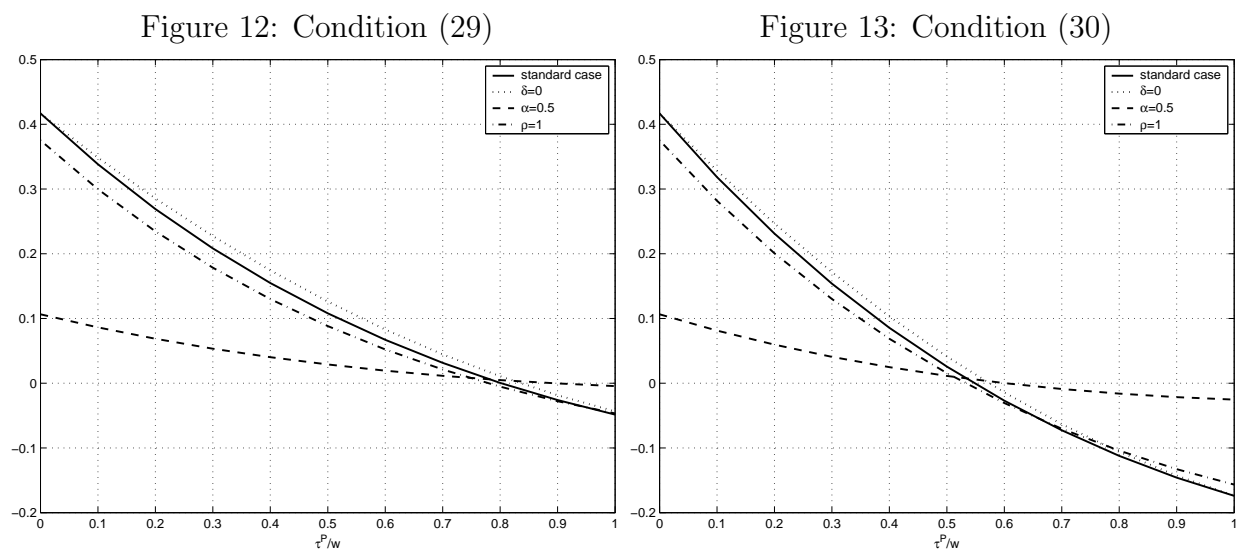 Figure 12: Condition (29)
0.5
0.4
0.3
0.2
0.1
0
−0.1
−0.2
0 0.1 0.2 0.3 0.4 0.5 0.6 0.7 0.8 0.9 1
τᴾ/w
standard case
δ=0
α=0.5
ρ=1
Figure 13: Condition (30)
0.5
0.4
0.3
0.2
0.1
0
−0.1
−0.2
0 0.1 0.2 0.3 0.4 0.5 0.6 0.7 0.8 0.9 1
τᴾ/w
standard case
δ=0
α=0.5
ρ=1